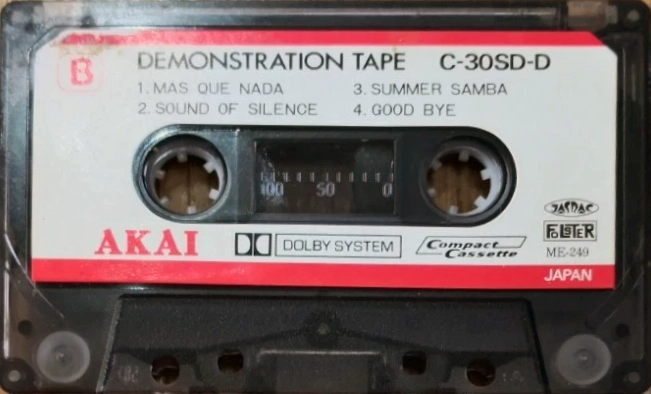 DEMONSTRATION TAPE C-30SD-D
B
1. MAS QUE NADA 3. SUMMER SAMBA
2. SOUND OF SILENCE 4. GOOD BYE
100 50 0
AKAI DOLBY SYSTEM Compact Cassette
JASRAC
ME-249
JAPAN